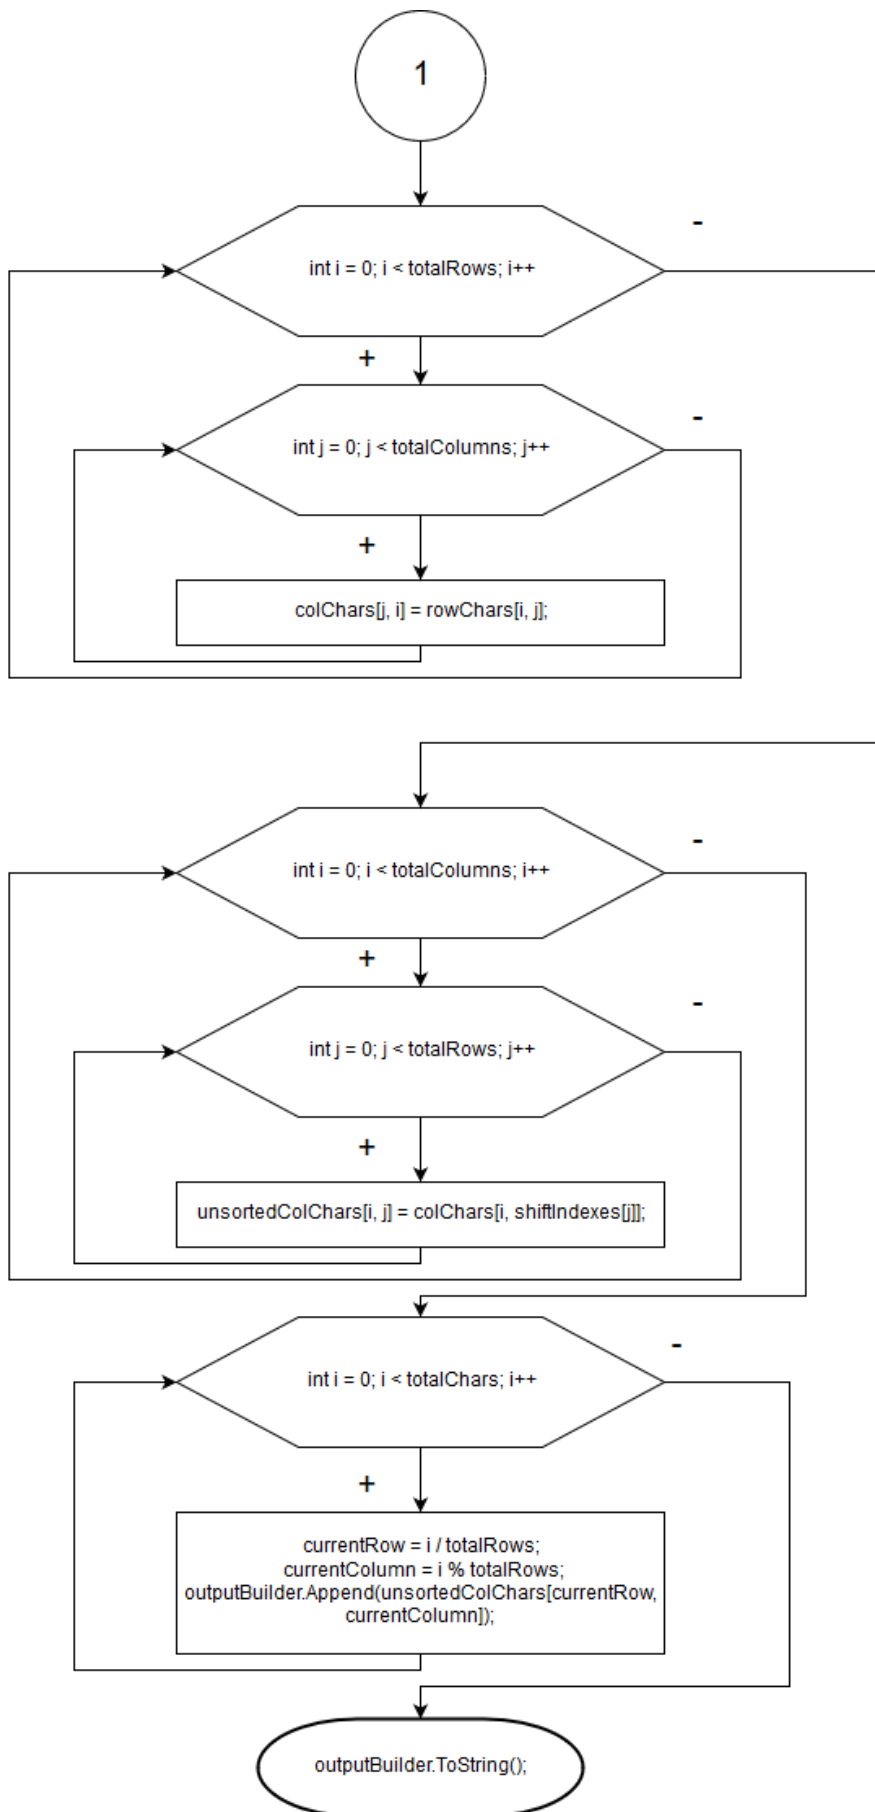 1
int i = 0; i < totalRows; i++
-
+
int j = 0; j < totalColumns; j++
-
+
colChars[j, i] = rowChars[i, j];
int i = 0; i < totalColumns; i++
-
+
int j = 0; j < totalRows; j++
-
+
unsortedColChars[i, j] = colChars[i, shiftIndexes[j]];
int i = 0; i < totalChars; i++
-
+
currentRow = i / totalRows;
currentColumn = i % totalRows;
outputBuilder.Append(unsortedColChars[currentRow,
currentColumn]);
outputBuilder.ToString();